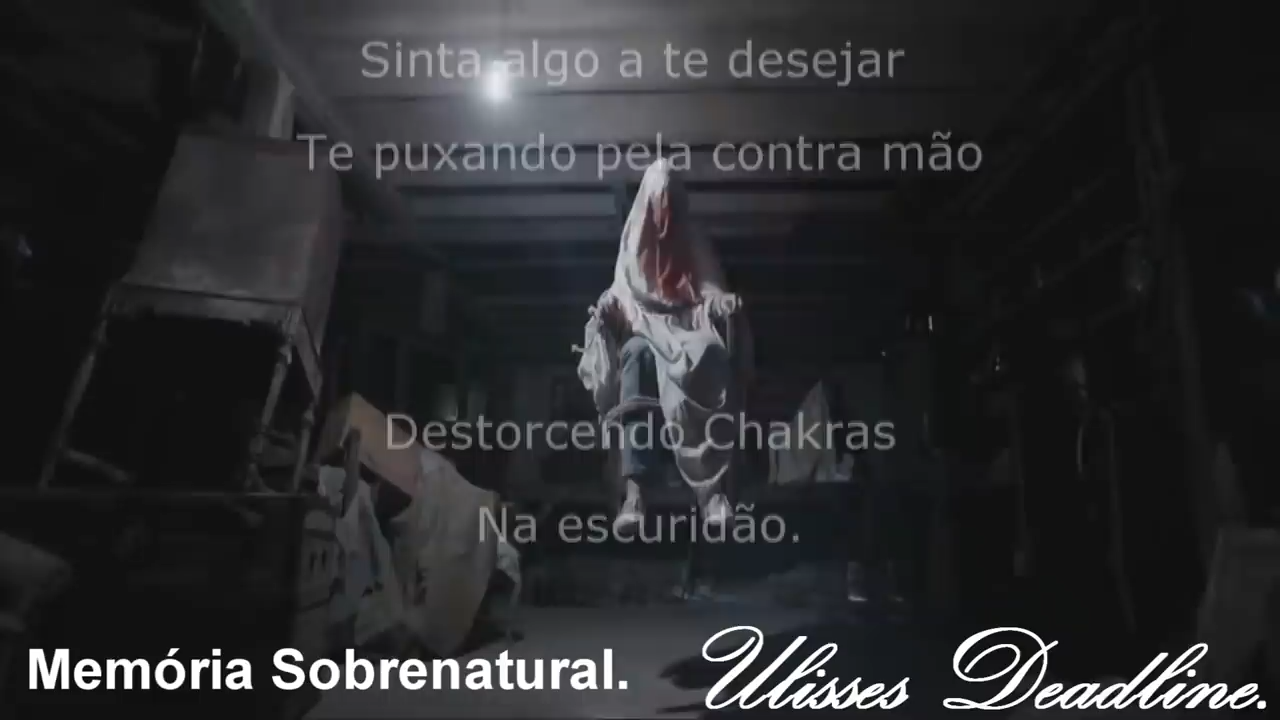 Sinta algo a te desejar
Te puxando pela contra mão
Destorcendo Chakras
Na escuridão.
Memória Sobrenatural.
Ulisses Deadline.